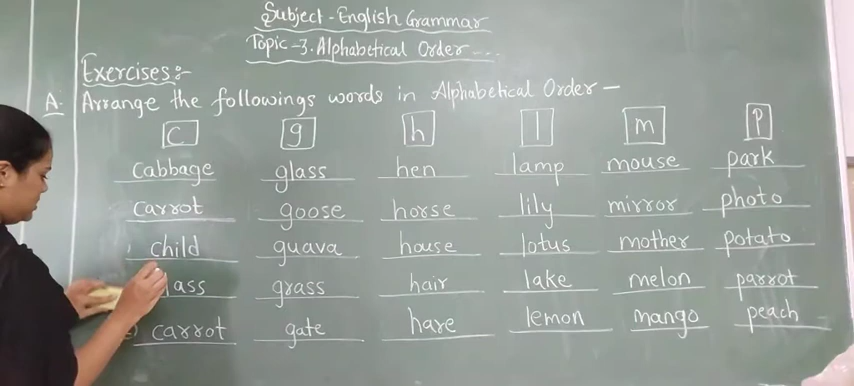 Subject - English Grammar
Topic - 3. Alphabetical Order ...
Exercises:-
A. Arrange the followings words in Alphabetical Order -
c g h l m p
cabbage glass hen lamp mouse park
carrot goose horse lily mirror photo
child guava house lotus mother potato
grass hair lake melon parrot
carrot gate hare lemon mango peach